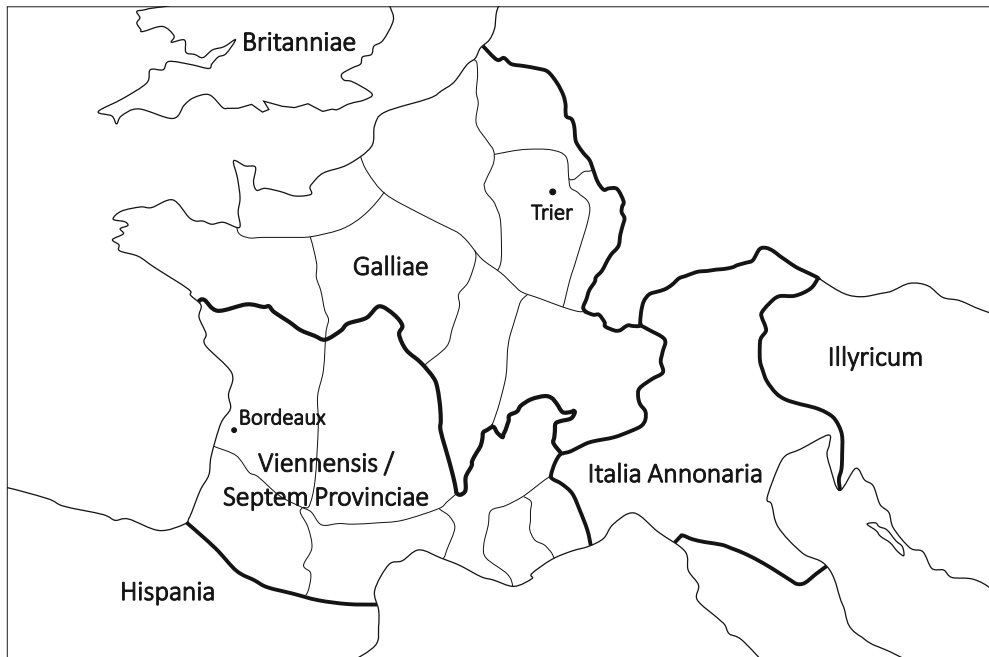 Britanniae
Trier
Galliae
Illyricum
Bordeaux
Viennensis /
Septem Provinciae
Italia Annonaria
Hispania